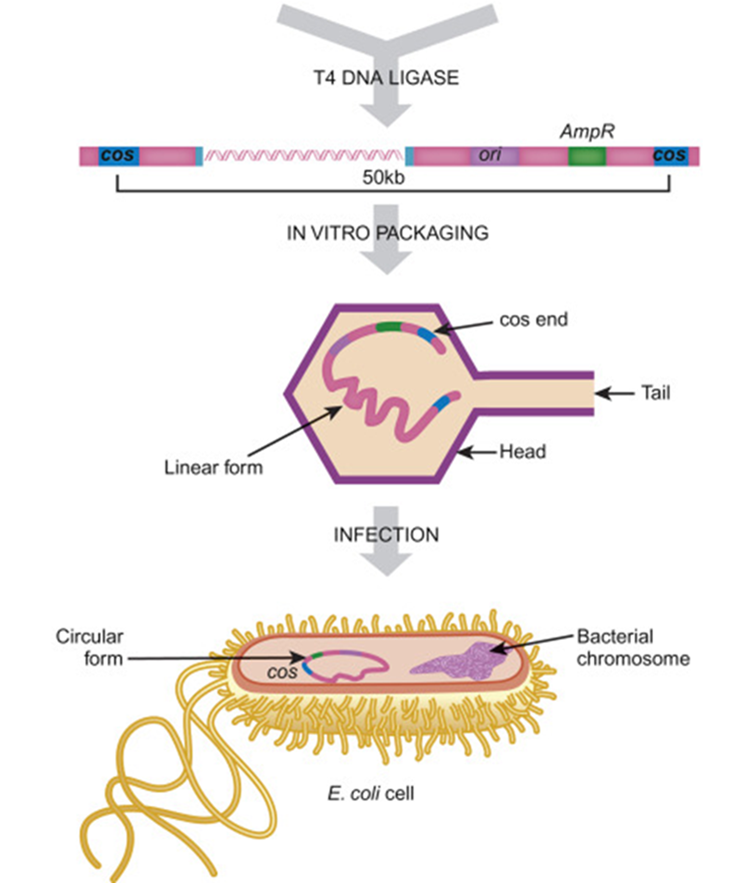 T4 DNA LIGASE
AmpR
cos
ori
cos
50kb
IN VITRO PACKAGING
cos end
Tail
Linear form
Head
INFECTION
Circular
form
cos
Bacterial
chromosome
E. coli cell